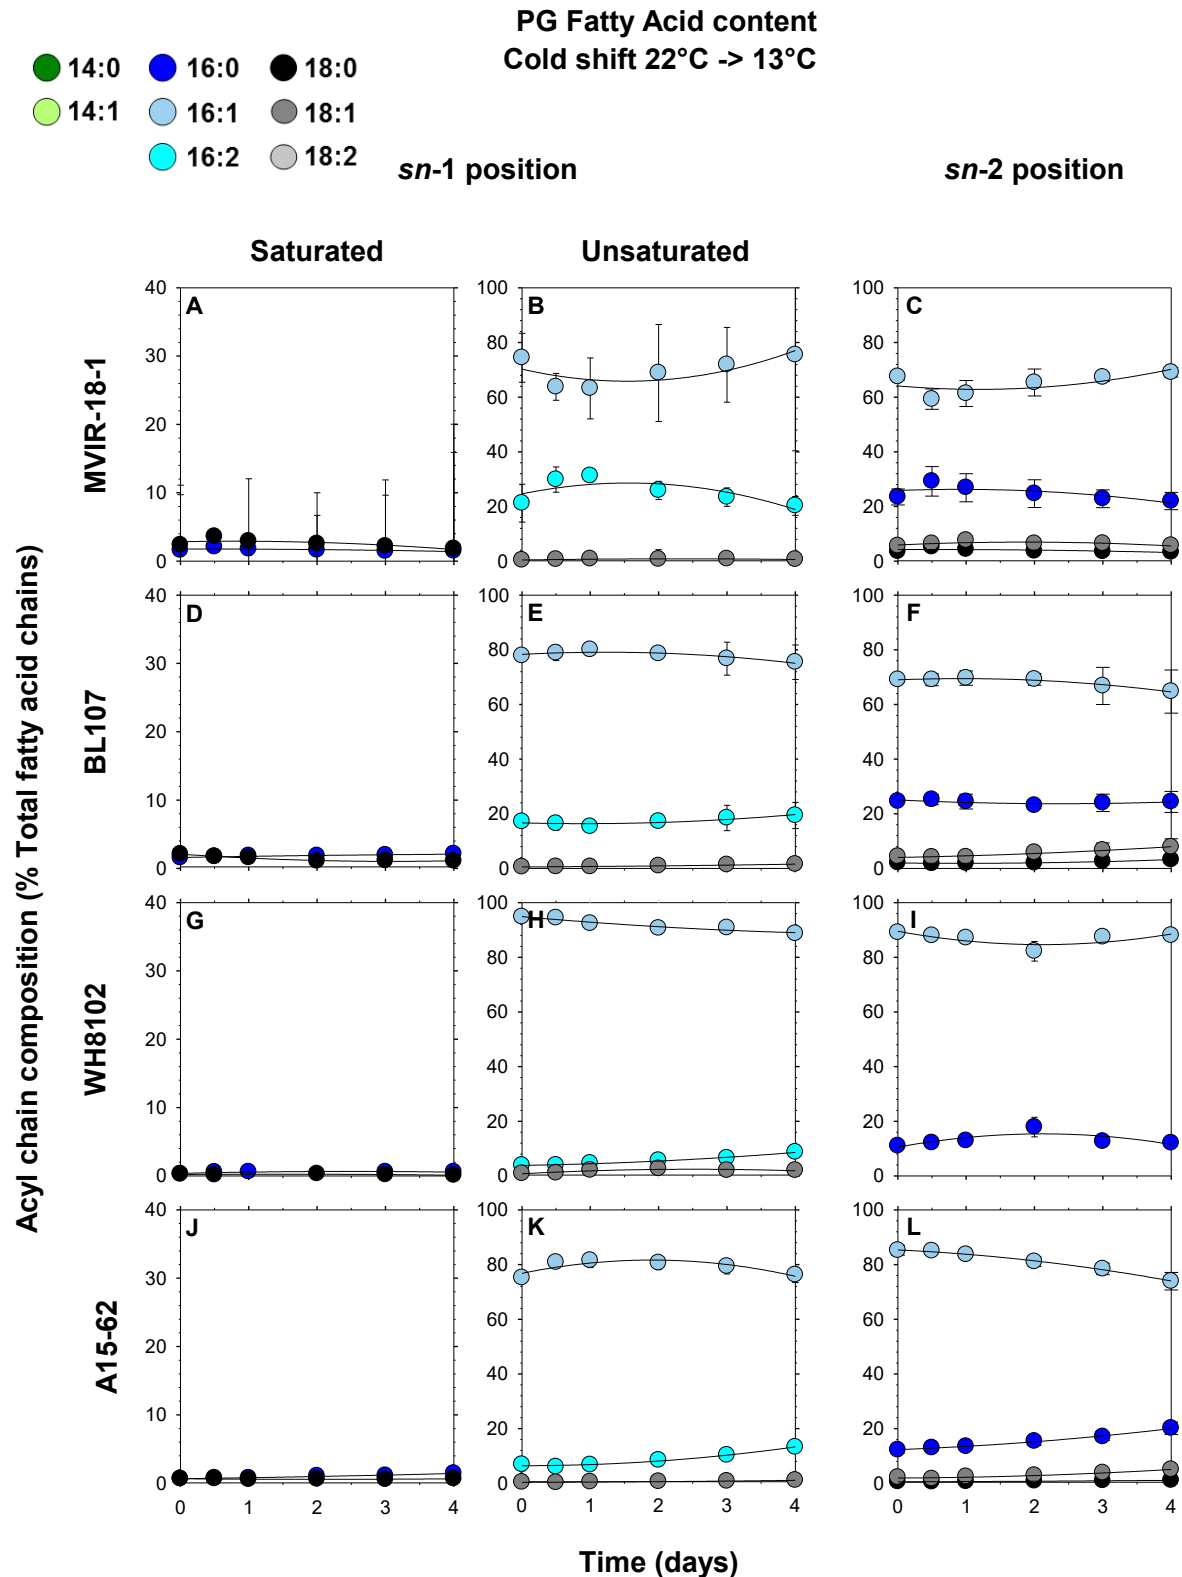 PG Fatty Acid content
Cold shift 22°C -> 13°C
14:0 16:0 18:0
14:1 16:1 18:1
16:2 18:2
sn-1 position sn-2 position
Saturated Unsaturated
Acyl chain composition (% Total fatty acid chains)
MVIR-18-1
A B C
40 100 100
30 80 80
20 60 60
10 40 40
0 20 20
0 0
BL107
D E F
40 100 100
30 80 80
20 60 60
10 40 40
0 20 20
0 0
WH8102
G H I
40 100 100
30 80 80
20 60 60
10 40 40
0 20 20
0 0
A15-62
J K L
40 100 100
30 80 80
20 60 60
10 40 40
0 20 20
0 0
0 1 2 3 4 0 1 2 3 4 0 1 2 3 4
Time (days)